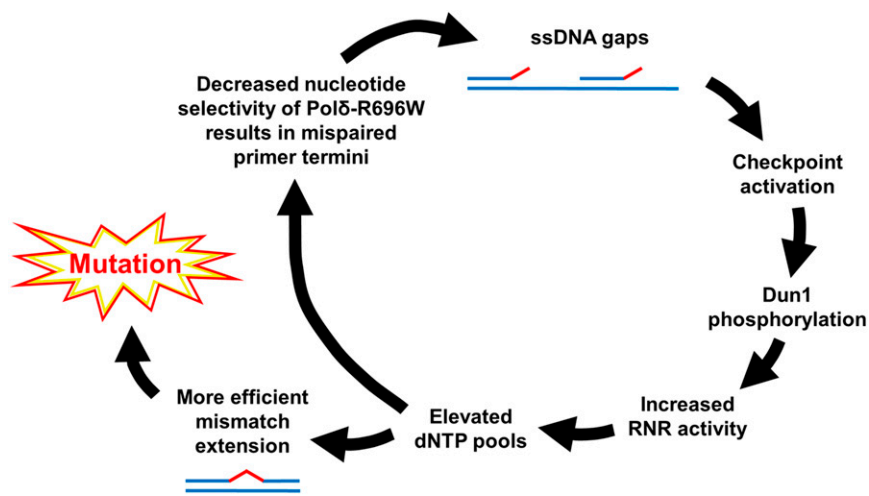 ssDNA gaps
Decreased nucleotide
selectivity of Polδ-R696W
results in mispaired
primer termini
Checkpoint
activation
Dun1
phosphorylation
Increased
RNR activity
Elevated
dNTP pools
More efficient
mismatch
extension
Mutation